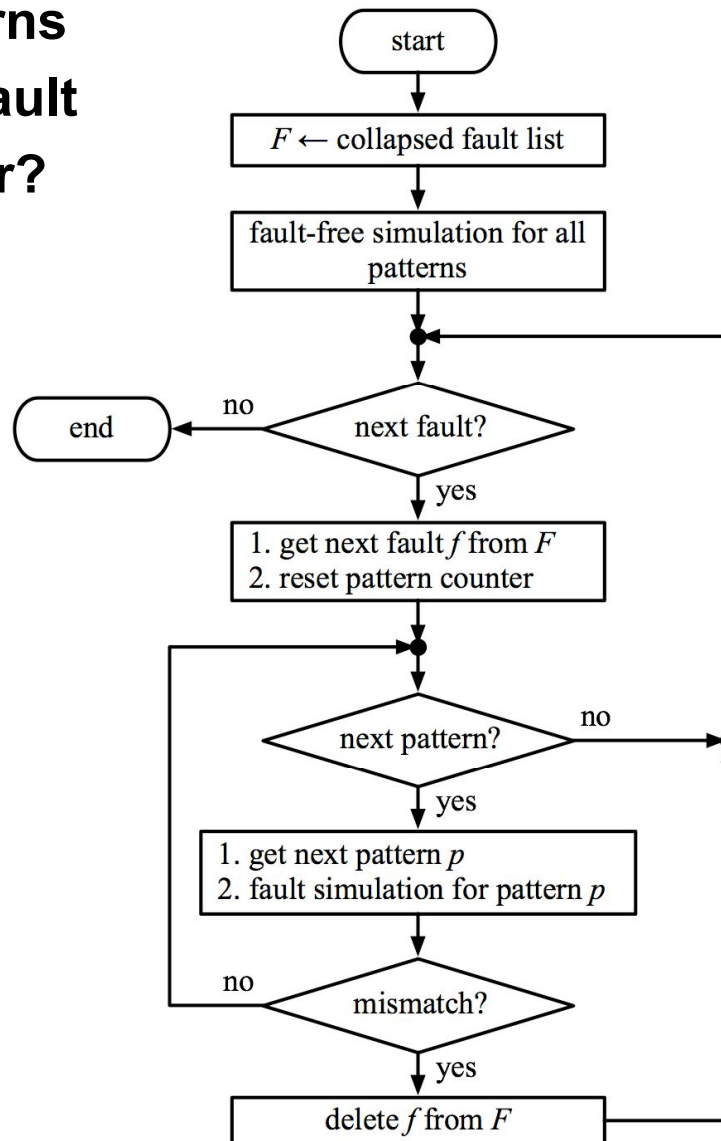 rns
ault
r?
start
F ← collapsed fault list
fault-free simulation for all
patterns
next fault?
no
end
yes
1. get next fault f from F
2. reset pattern counter
next pattern?
no
yes
1. get next pattern p
2. fault simulation for pattern p
mismatch?
no
yes
delete f from F